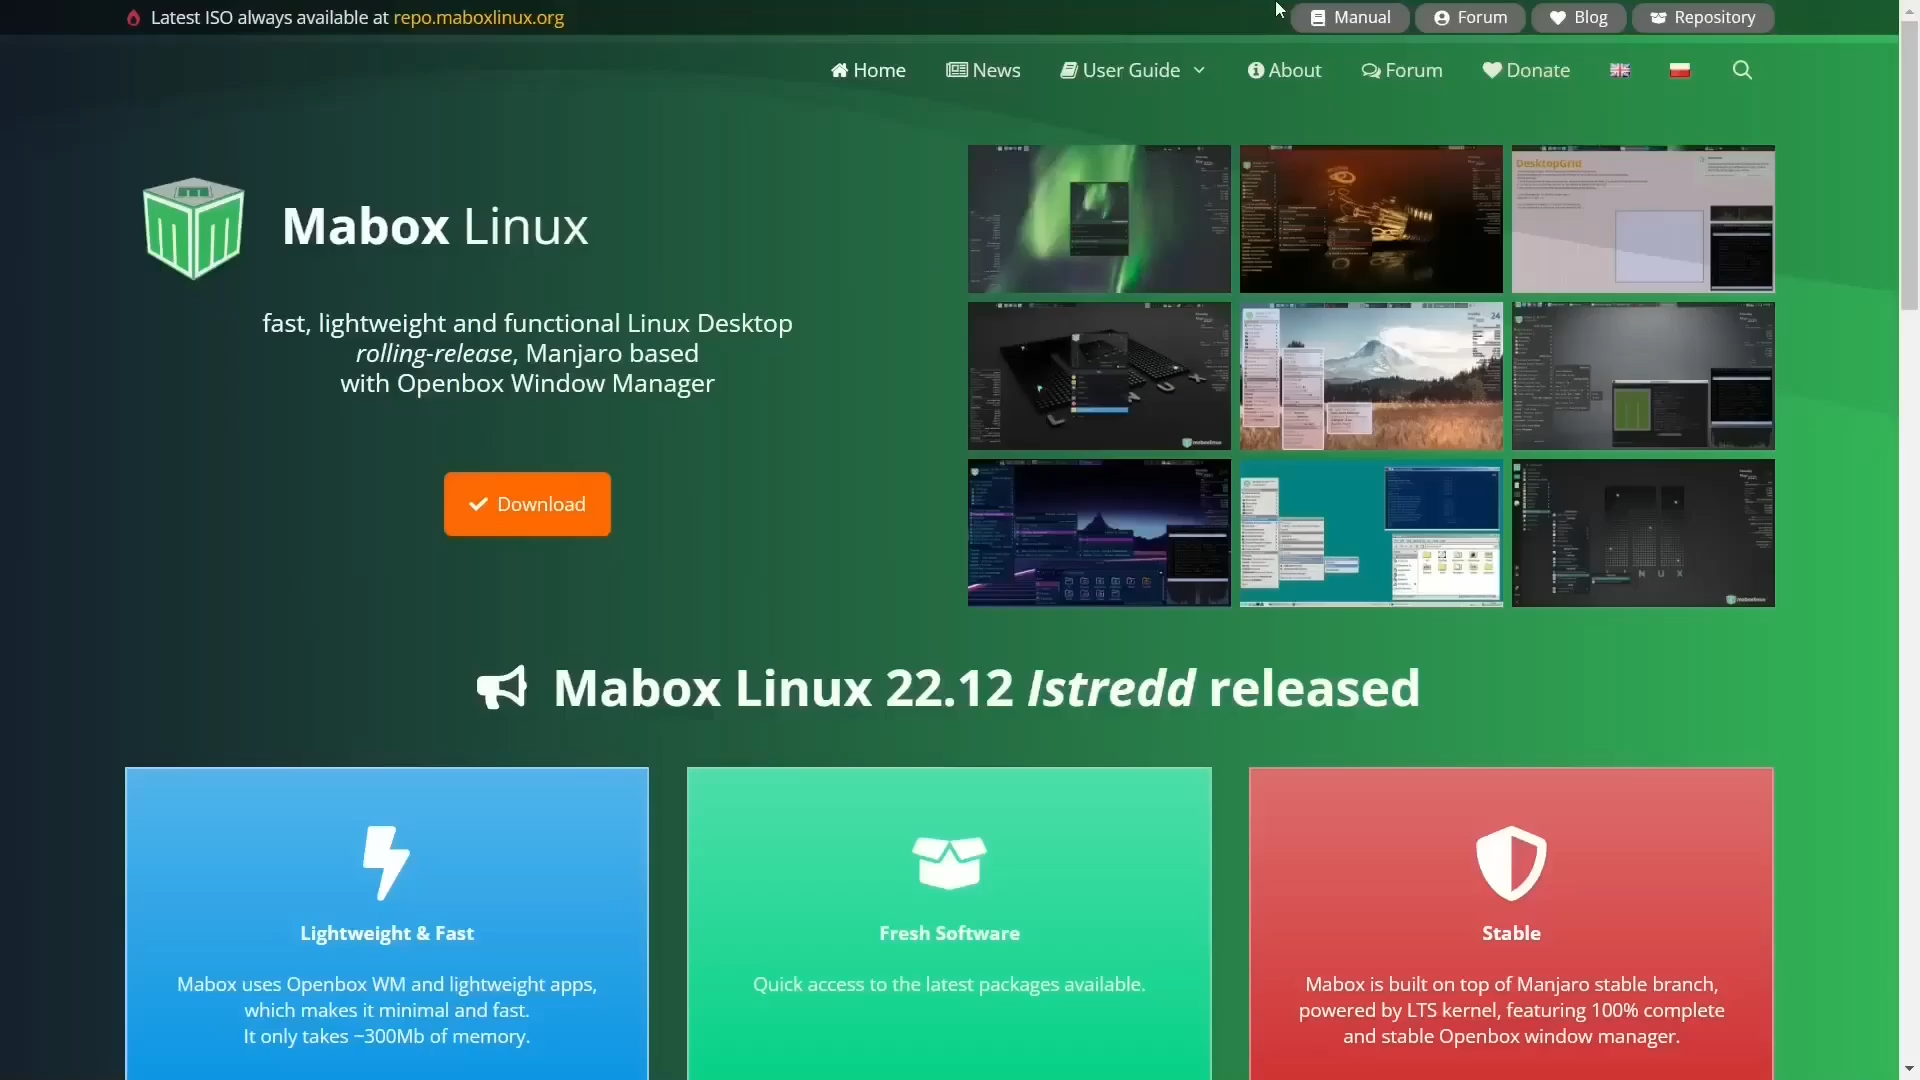 Latest ISO always available at repo.maboxlinux.org
Manual
Forum
Blog
Repository
Home
News
User Guide
About
Forum
Donate
Mabox Linux
fast, lightweight and functional Linux Desktop
rolling-release, Manjaro based
with Openbox Window Manager
Download
DesktopGrid
Mabox Linux 22.12 Istredd released
Lightweight & Fast
Mabox uses Openbox WM and lightweight apps,
which makes it minimal and fast.
It only takes ~300Mb of memory.
Fresh Software
Quick access to the latest packages available.
Stable
Mabox is built on top of Manjaro stable branch,
powered by LTS kernel, featuring 100% complete
and stable Openbox window manager.